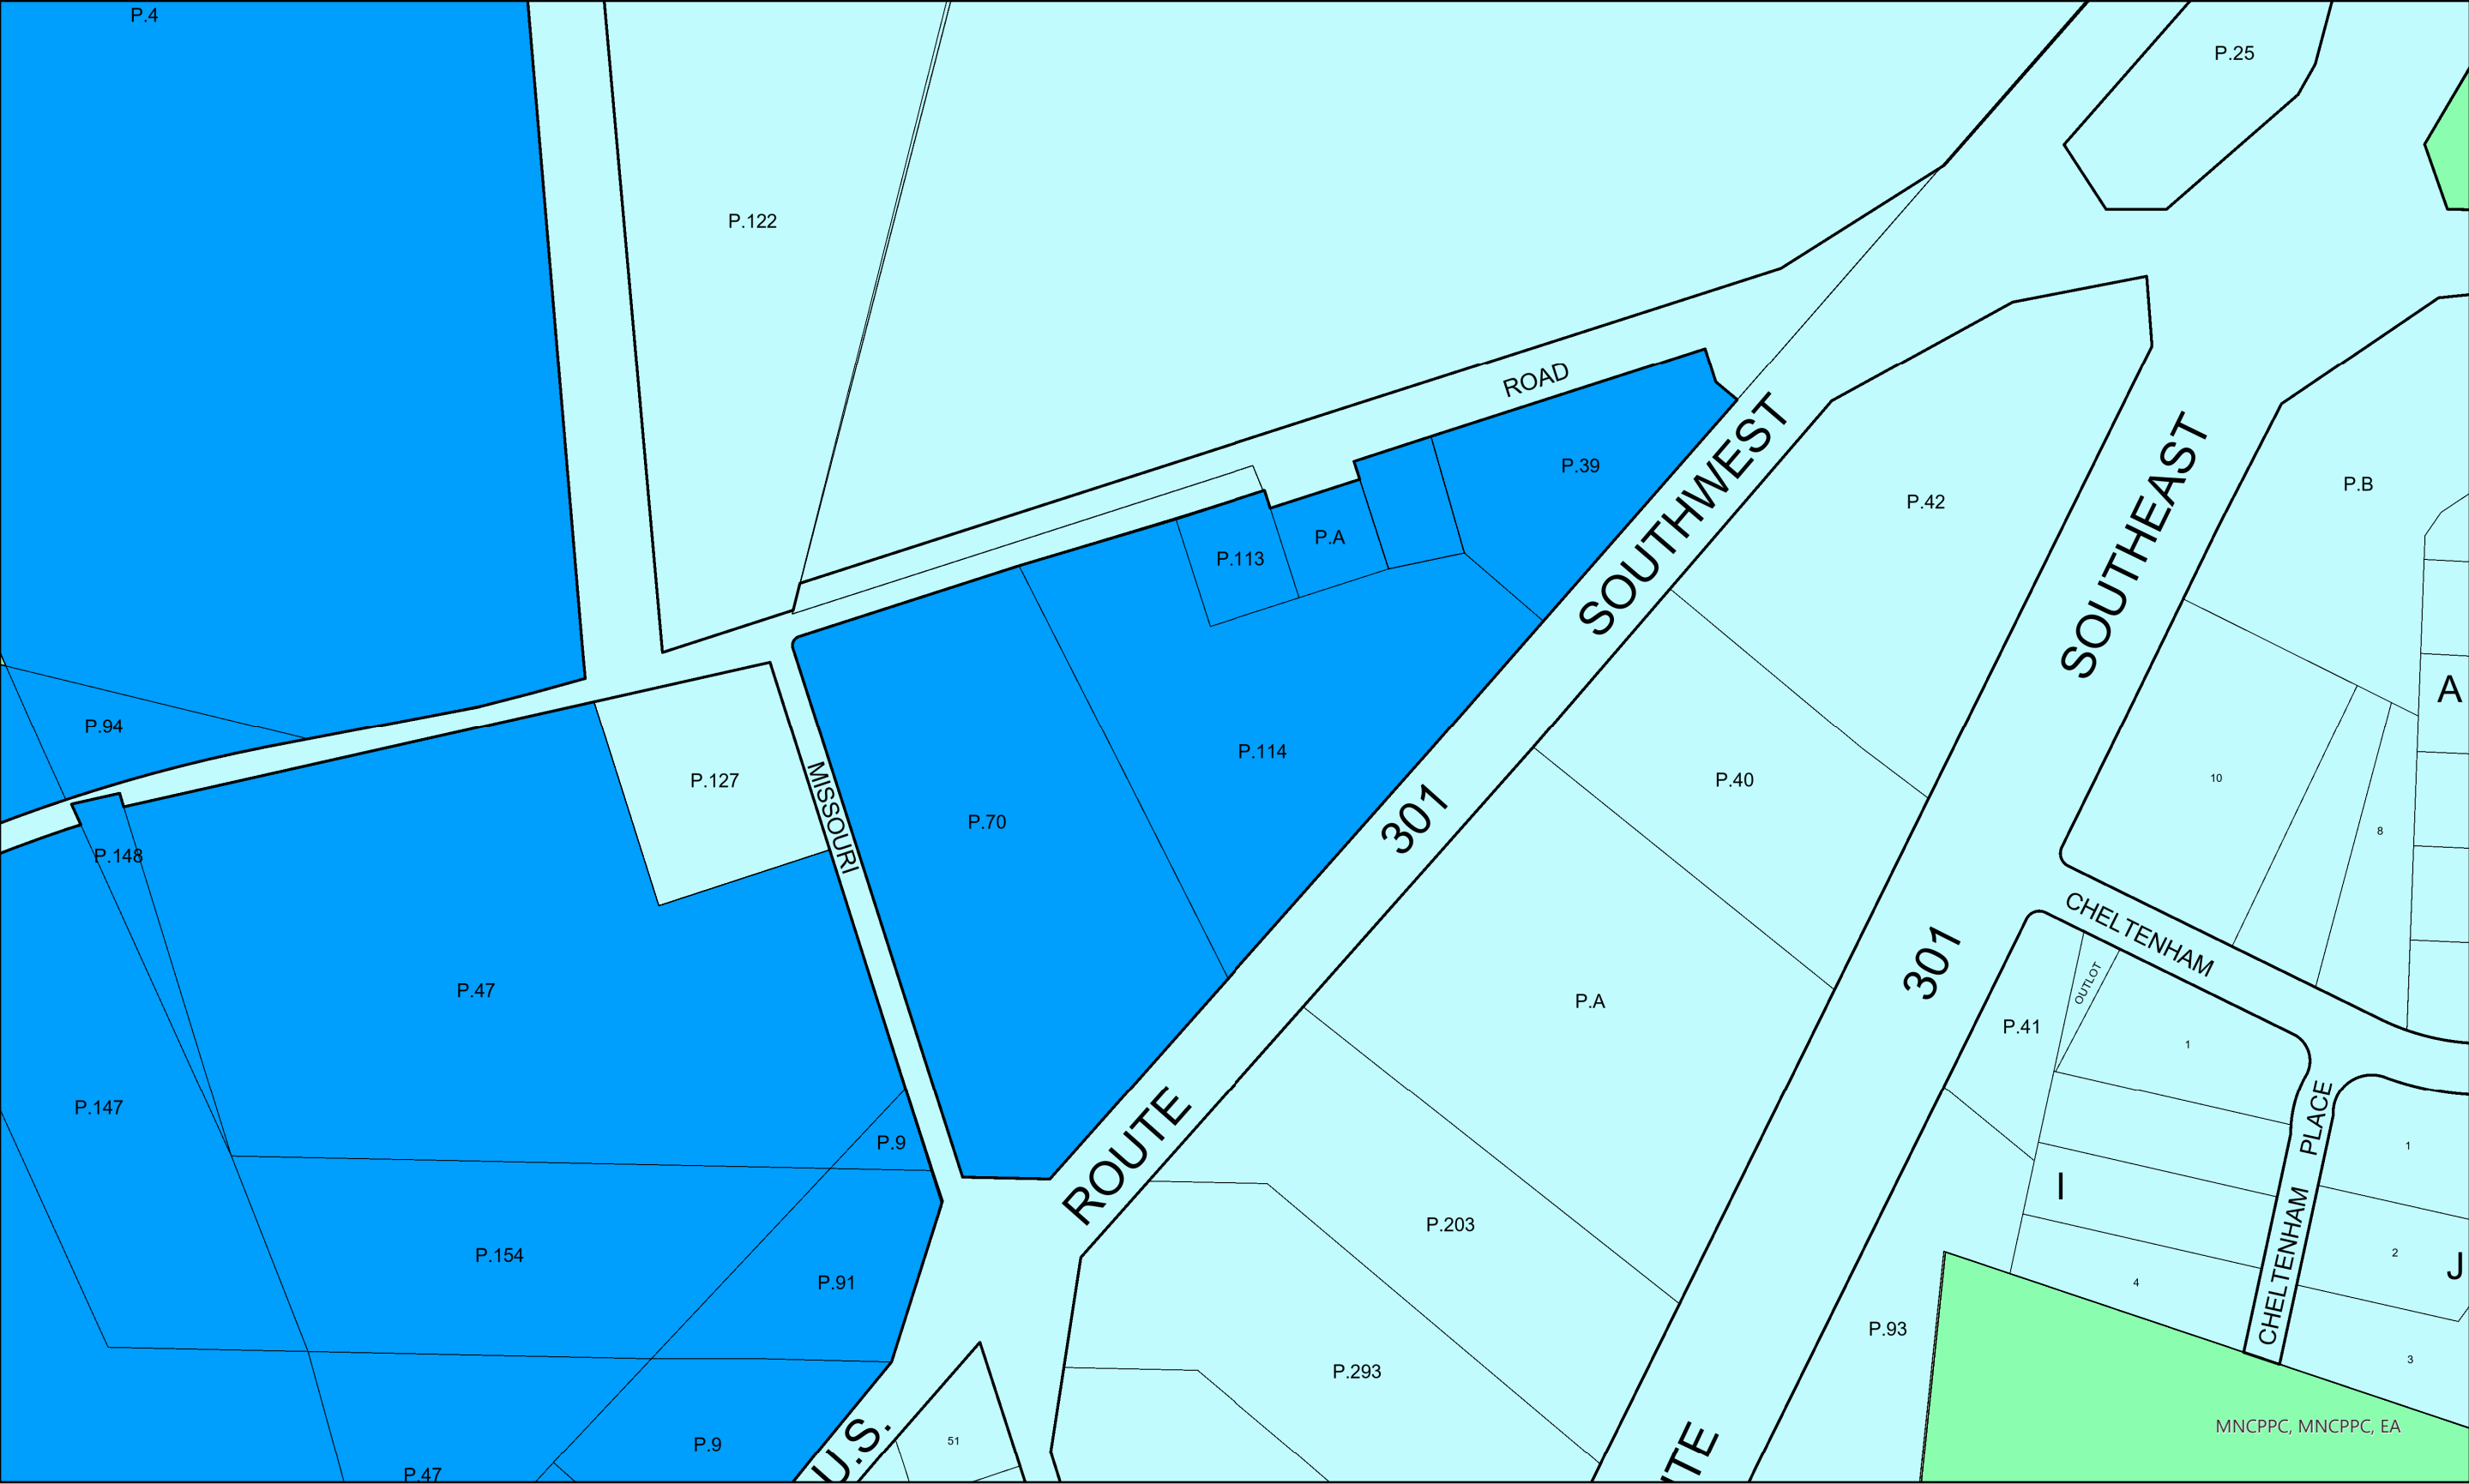 P.4
P.25
P.122
ROAD
P.39
SOUTHWEST
P.42
SOUTHEAST
P.B
P.113
P.A
A
P.94
P.127
MISSOURI
P.114
P.40
10
P.70
301
8
P.148
CHELTENHAM
P.47
301
OUTLOT
P.A
P.41
1
P.147
ROUTE
PLACE
P.9
1
I
P.203
P.154
CHELTENHAM
2
J
P.91
4
P.93
3
P.293
MNCPPC, MNCPPC, EA
P.9
U.S.
51
TE
P.47